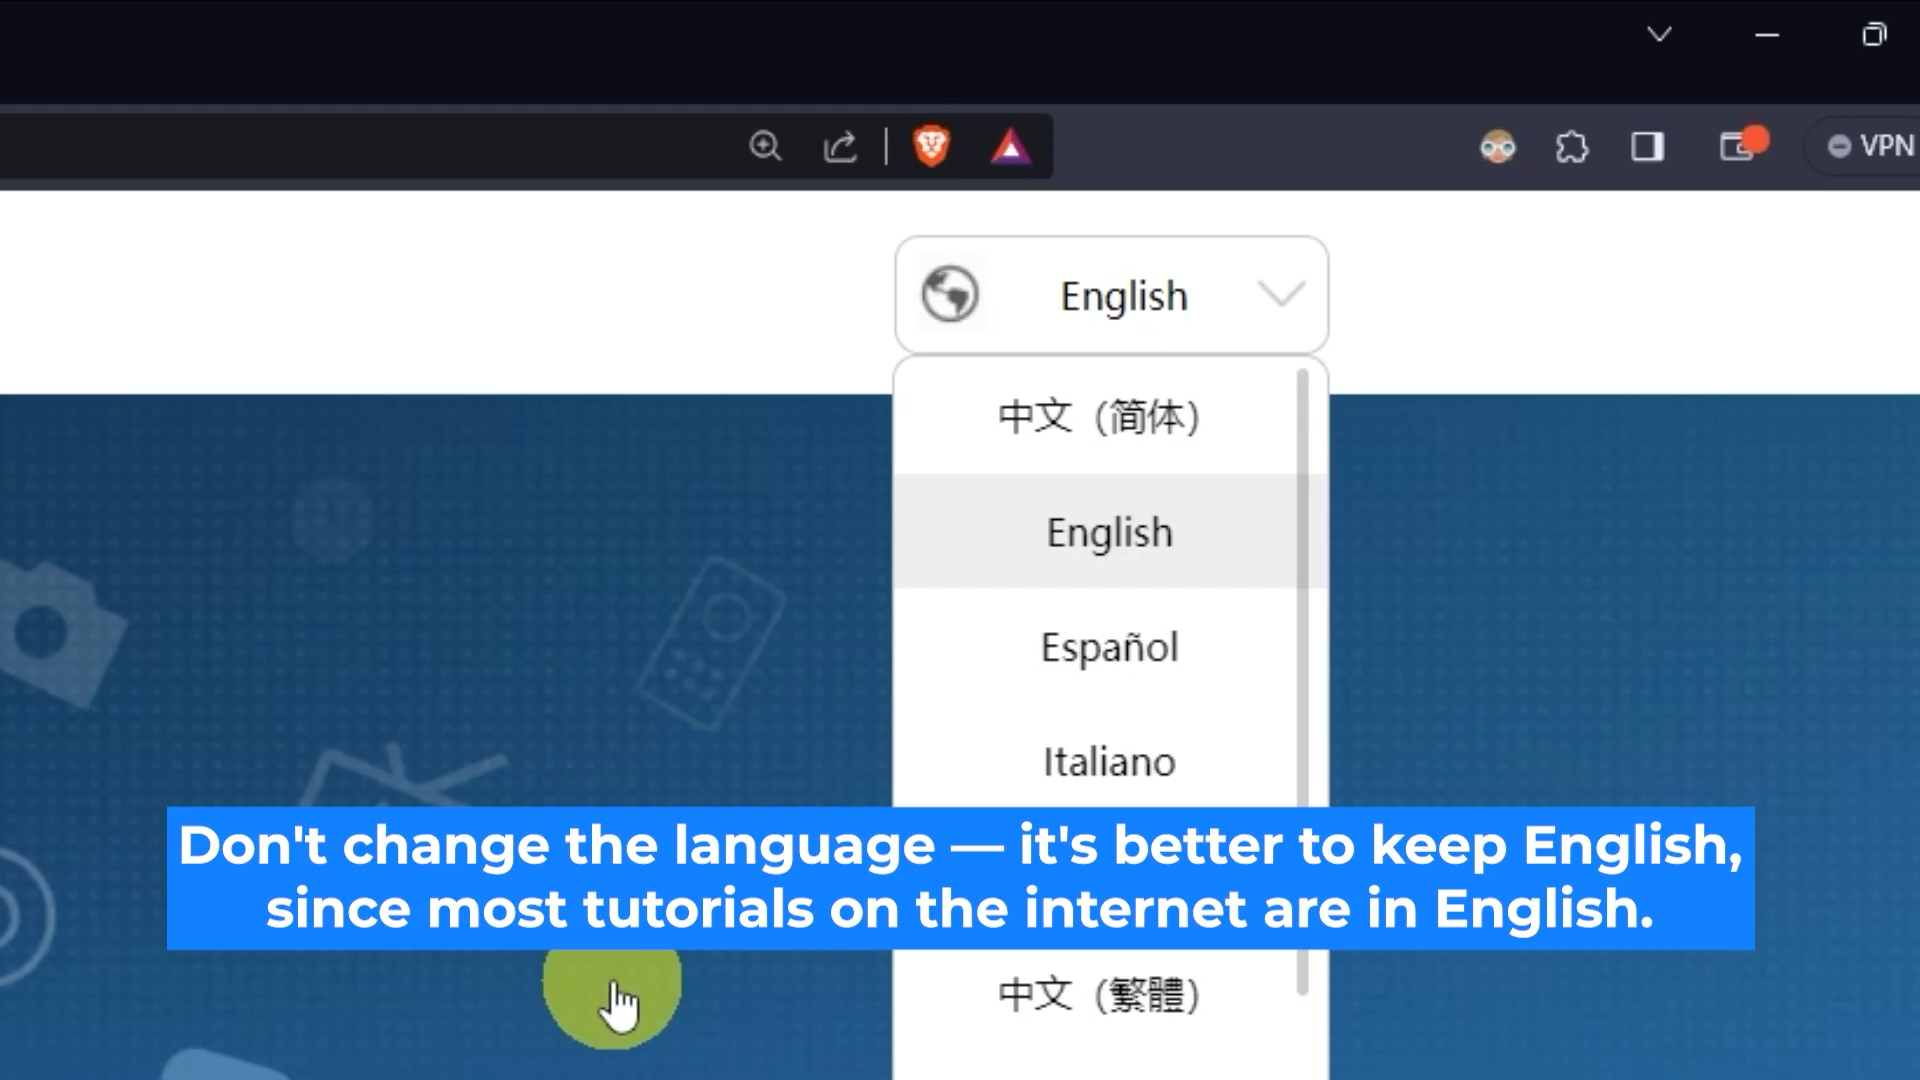 VPN
English
中文（简体）
English
Español
Italiano
Don't change the language — it's better to keep English,
since most tutorials on the internet are in English.
中文（繁體）